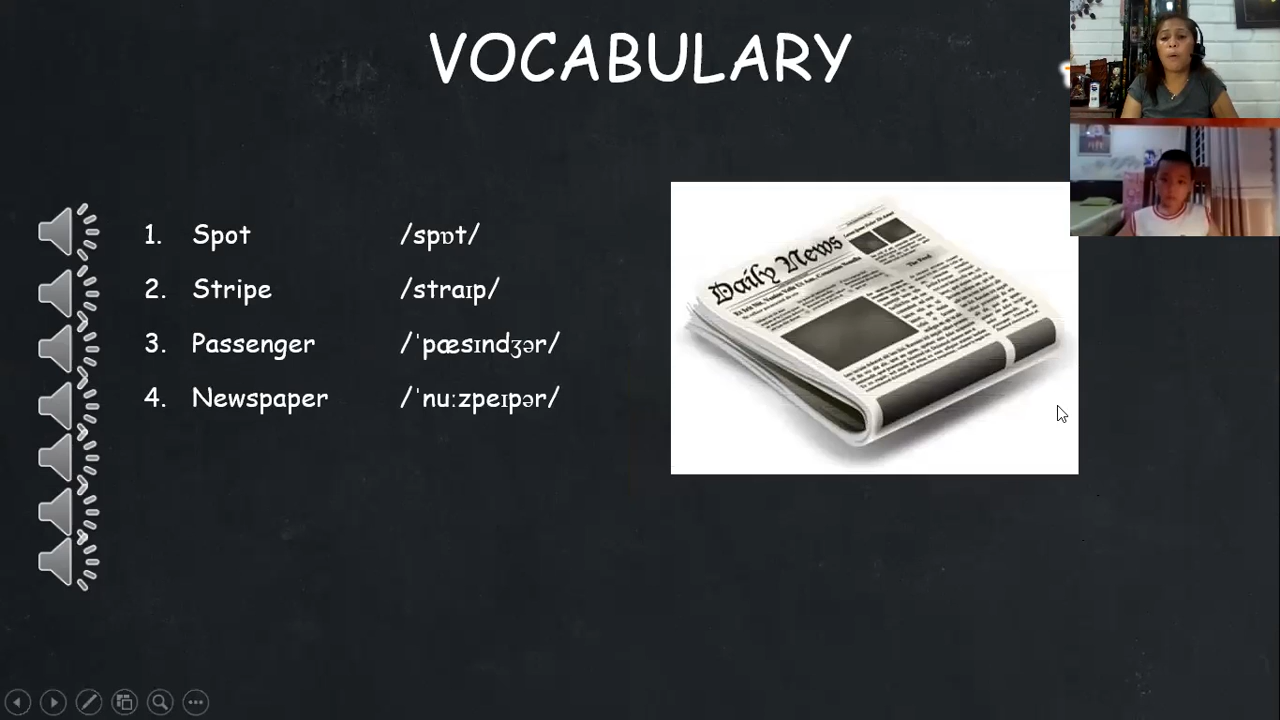 VOCABULARY
1. Spot /spɒt/
2. Stripe /straɪp/
3. Passenger /ˈpæsɪndʒər/
4. Newspaper /ˈnuːzpeɪpər/
Daily News